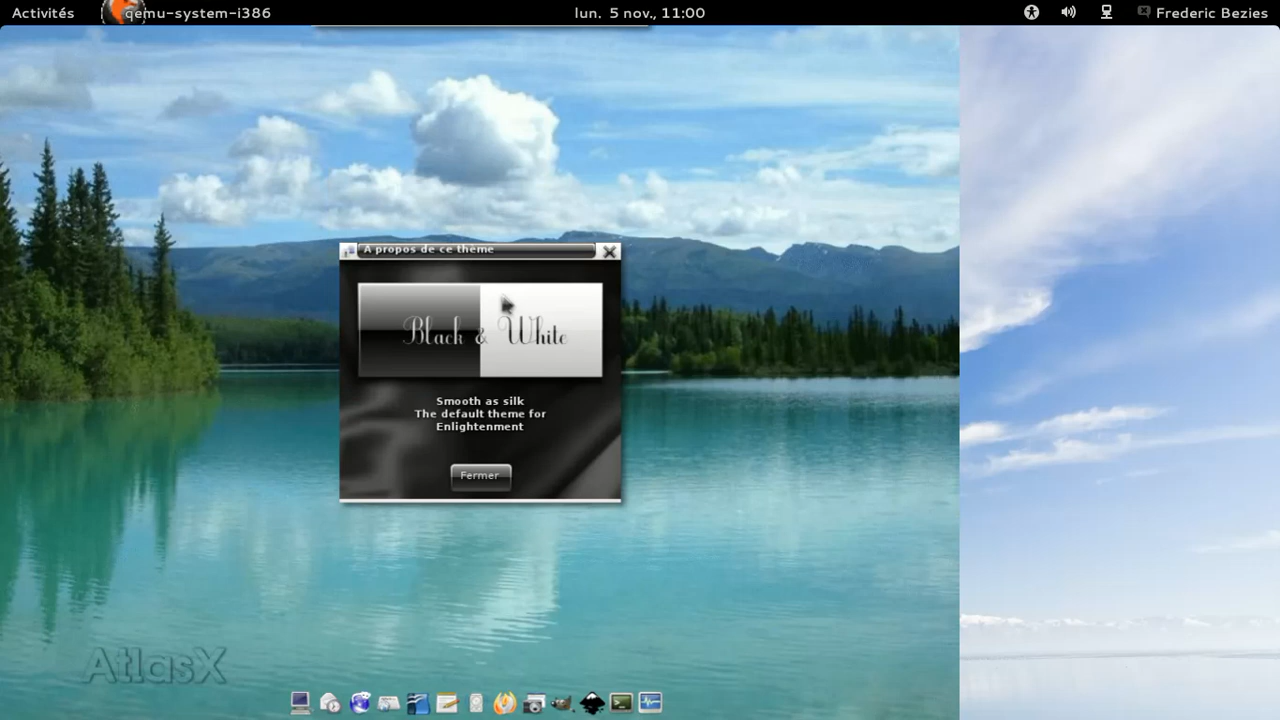 Activités qemu-system-i386 lun. 5 nov., 11:00 Frederic Bezies
A propos de ce thème
Black & White
Smooth as silk
The default theme for
Enlightenment
Fermer
AtlasX